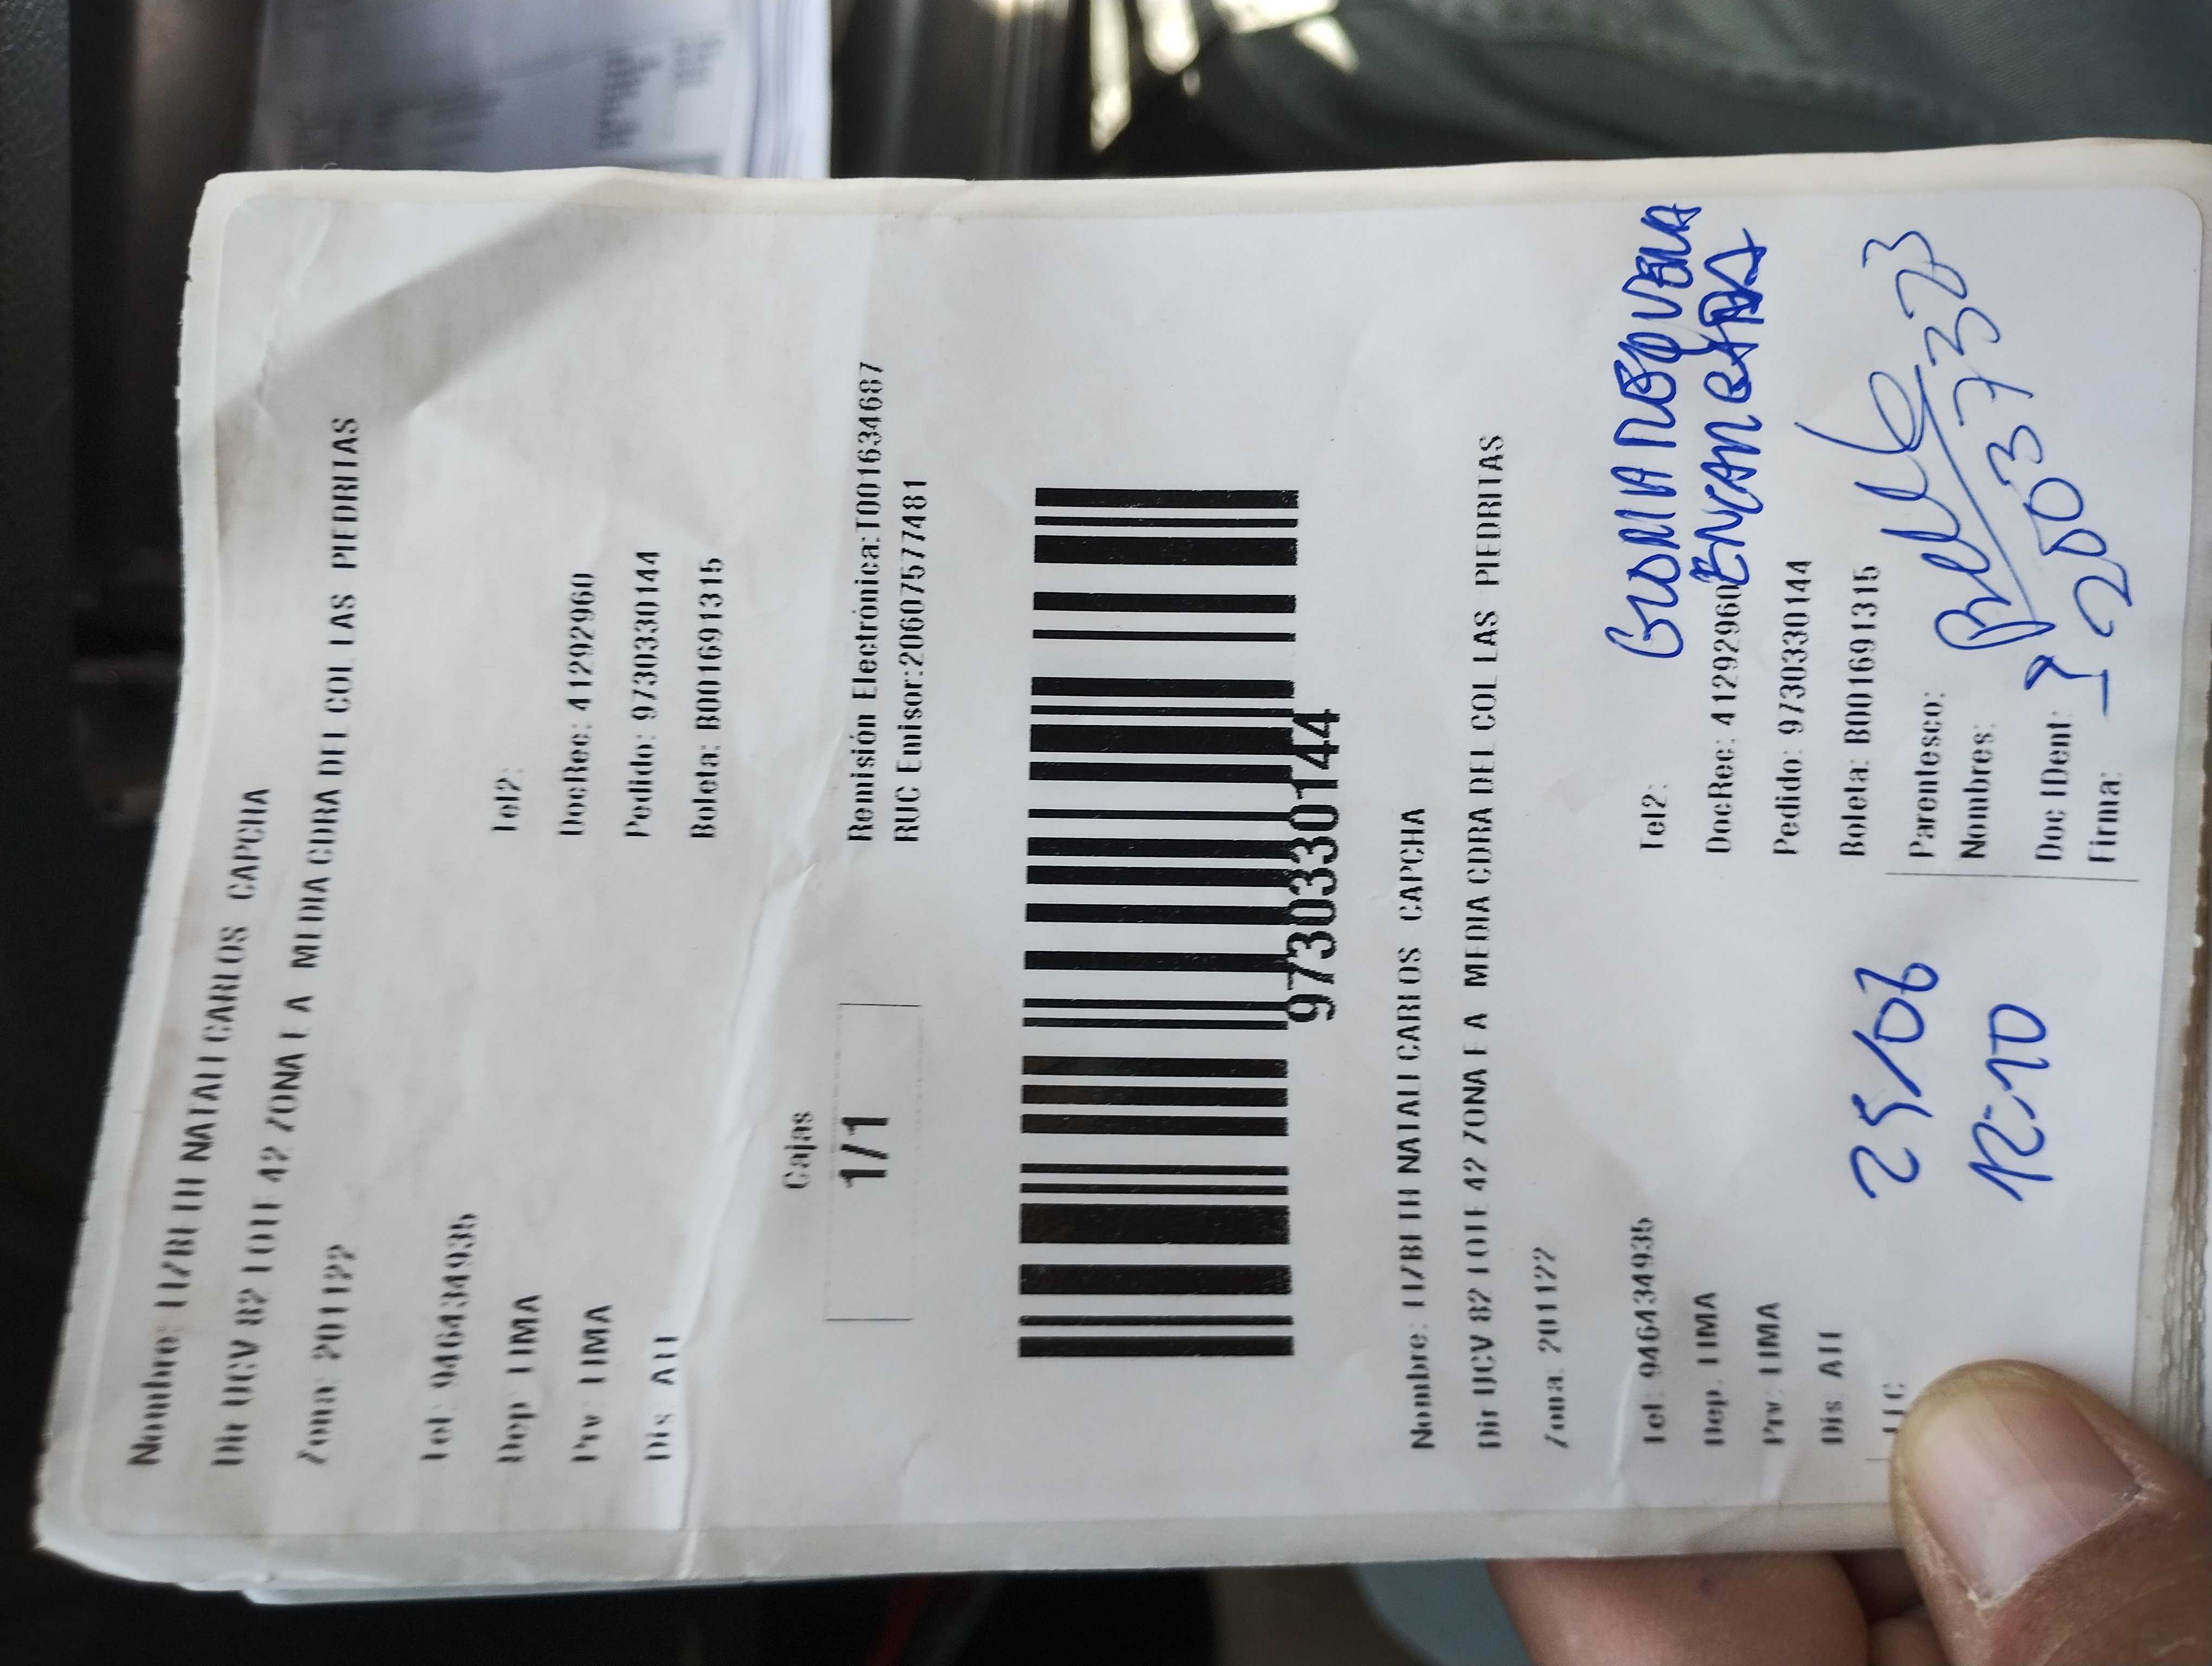 Nombre: LIZBETH NATALI CARLOS CAPCHA
Dir UCV 82 LOTE 42 ZONA E A MEDIA CDRA DEL COL LAS PIEDRITAS
Zona: 201122
Tel: 946434935
Tel2:
Dep: LIMA
DocRec: 41292960
Prv: LIMA
Pedido: 9730330144
Dis: ATE
Boleta: B001691315
Cajas
1/1
Remisión Electrónica: T001634687
RUC Emisor: 20607577481
9730330144
Nombre: LIZBETH NATALI CARLOS CAPCHA
Dir UCV 82 LOTE 42 ZONA E A MEDIA CDRA DEL COL LAS PIEDRITAS
Zona: 201122
Tel: 946434935
Tel2:
Dep: LIMA
DocRec: 41292960
Prv: LIMA
Pedido: 9730330144
Dis: ATE
Boleta: B001691315
25/06
12:10
Parentesco:
Nombres:
Doc IDent:
Firma: